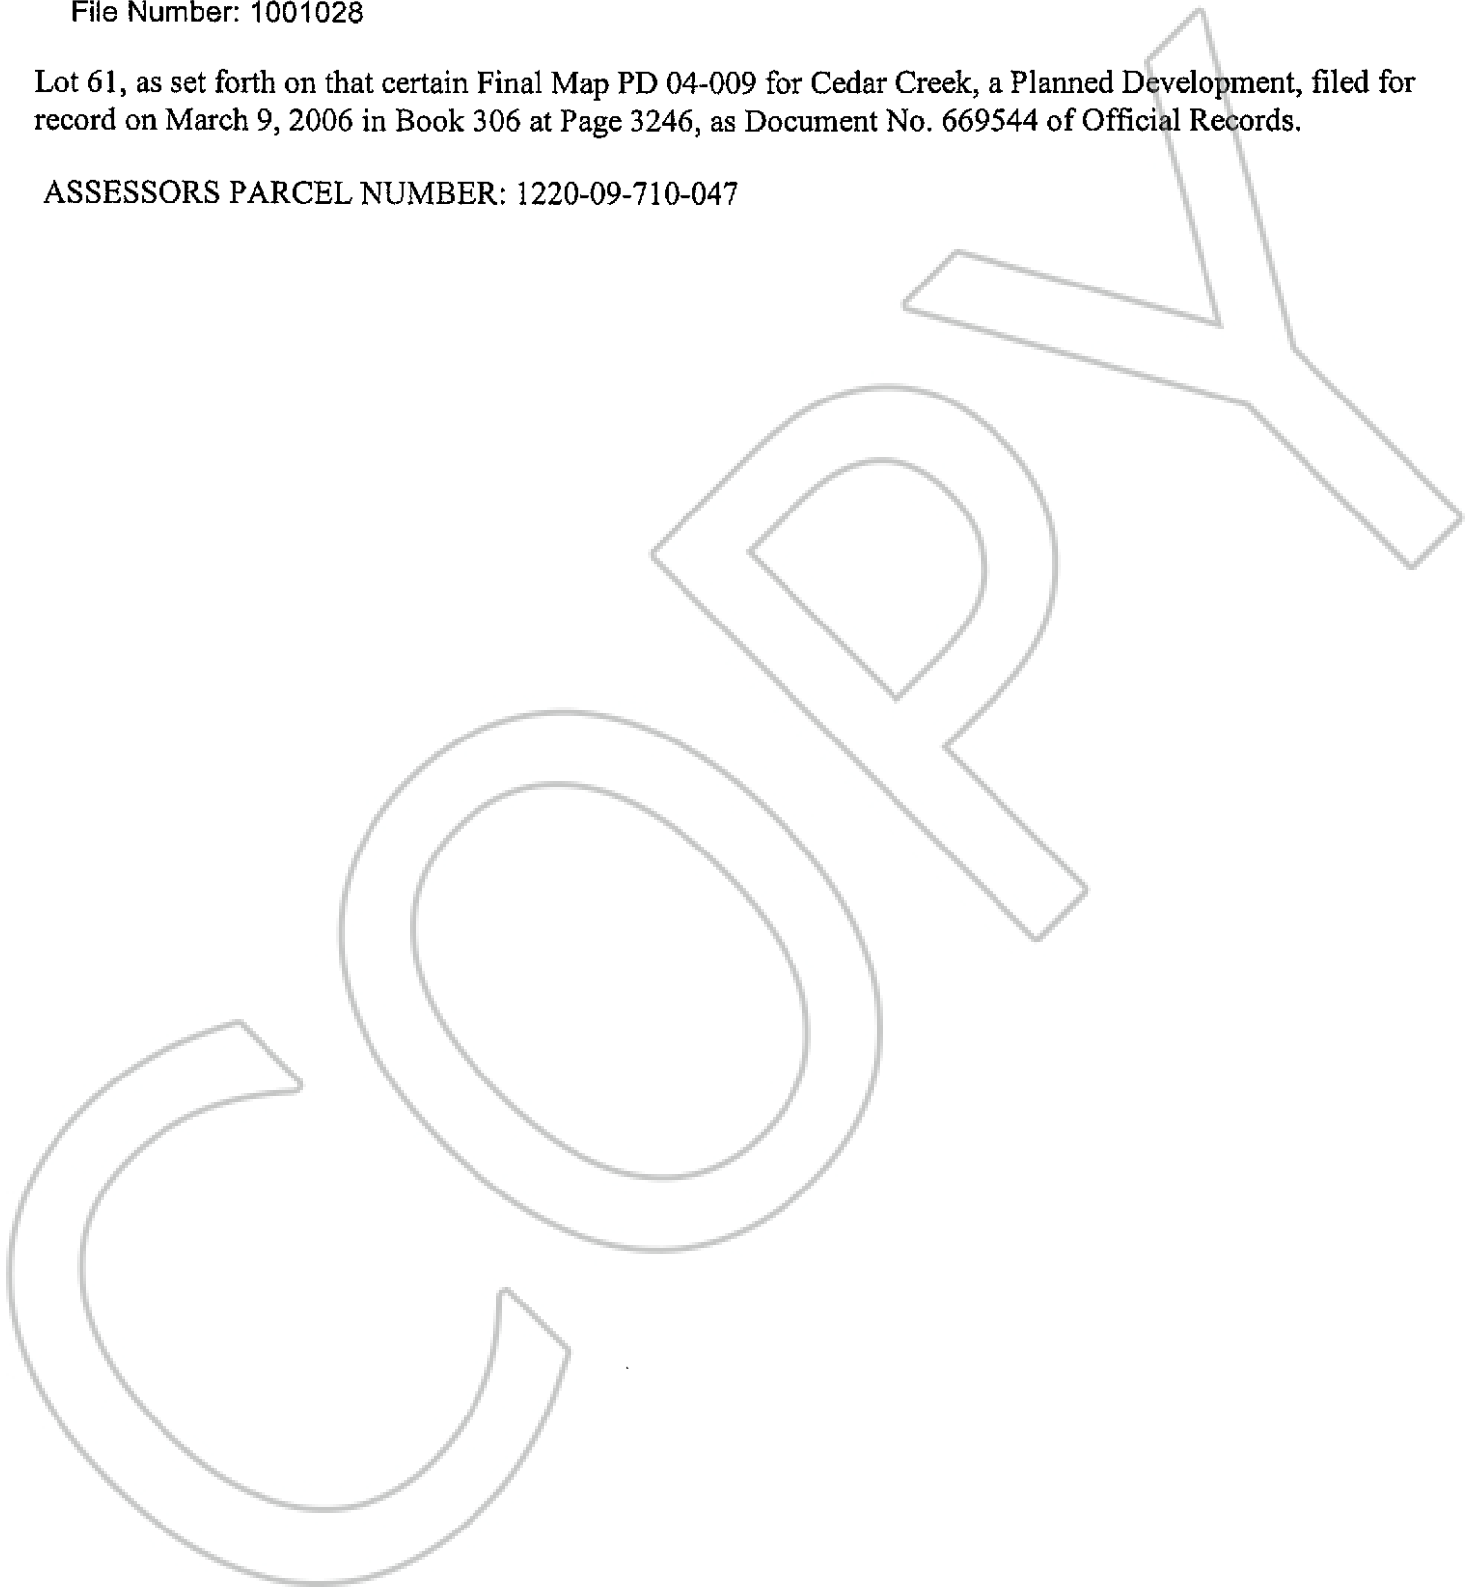 File Number: 1001028
Lot 61, as set forth on that certain Final Map PD 04-009 for Cedar Creek, a Planned Development, filed for
record on March 9, 2006 in Book 306 at Page 3246, as Document No. 669544 of Official Records.
ASSESSORS PARCEL NUMBER: 1220-09-710-047
COPY